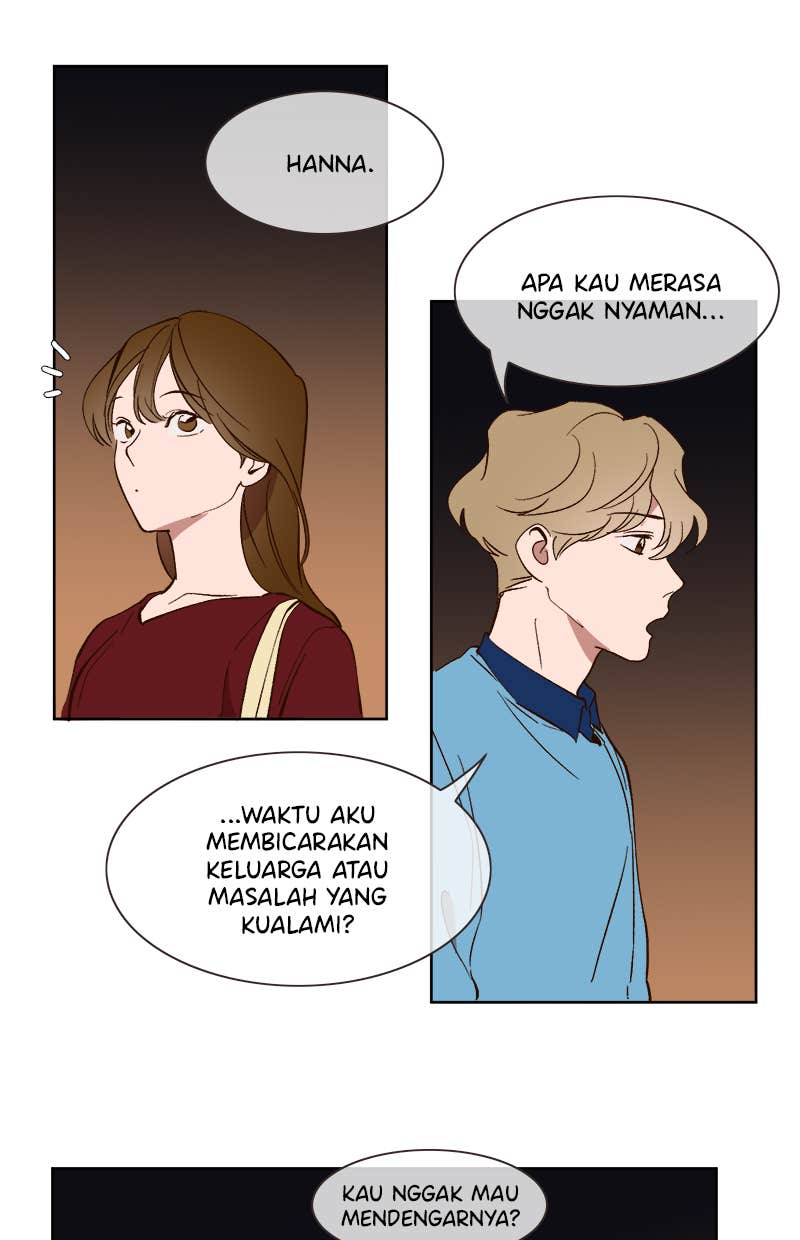 HANNA.
APA KAU MERASA
NGGAK NYAMAN...
...WAKTU AKU
MEMBICARAKAN
KELUARGA ATAU
MASALAH YANG
KUALAMI?
KAU NGGAK MAU
MENDENGARNYA?